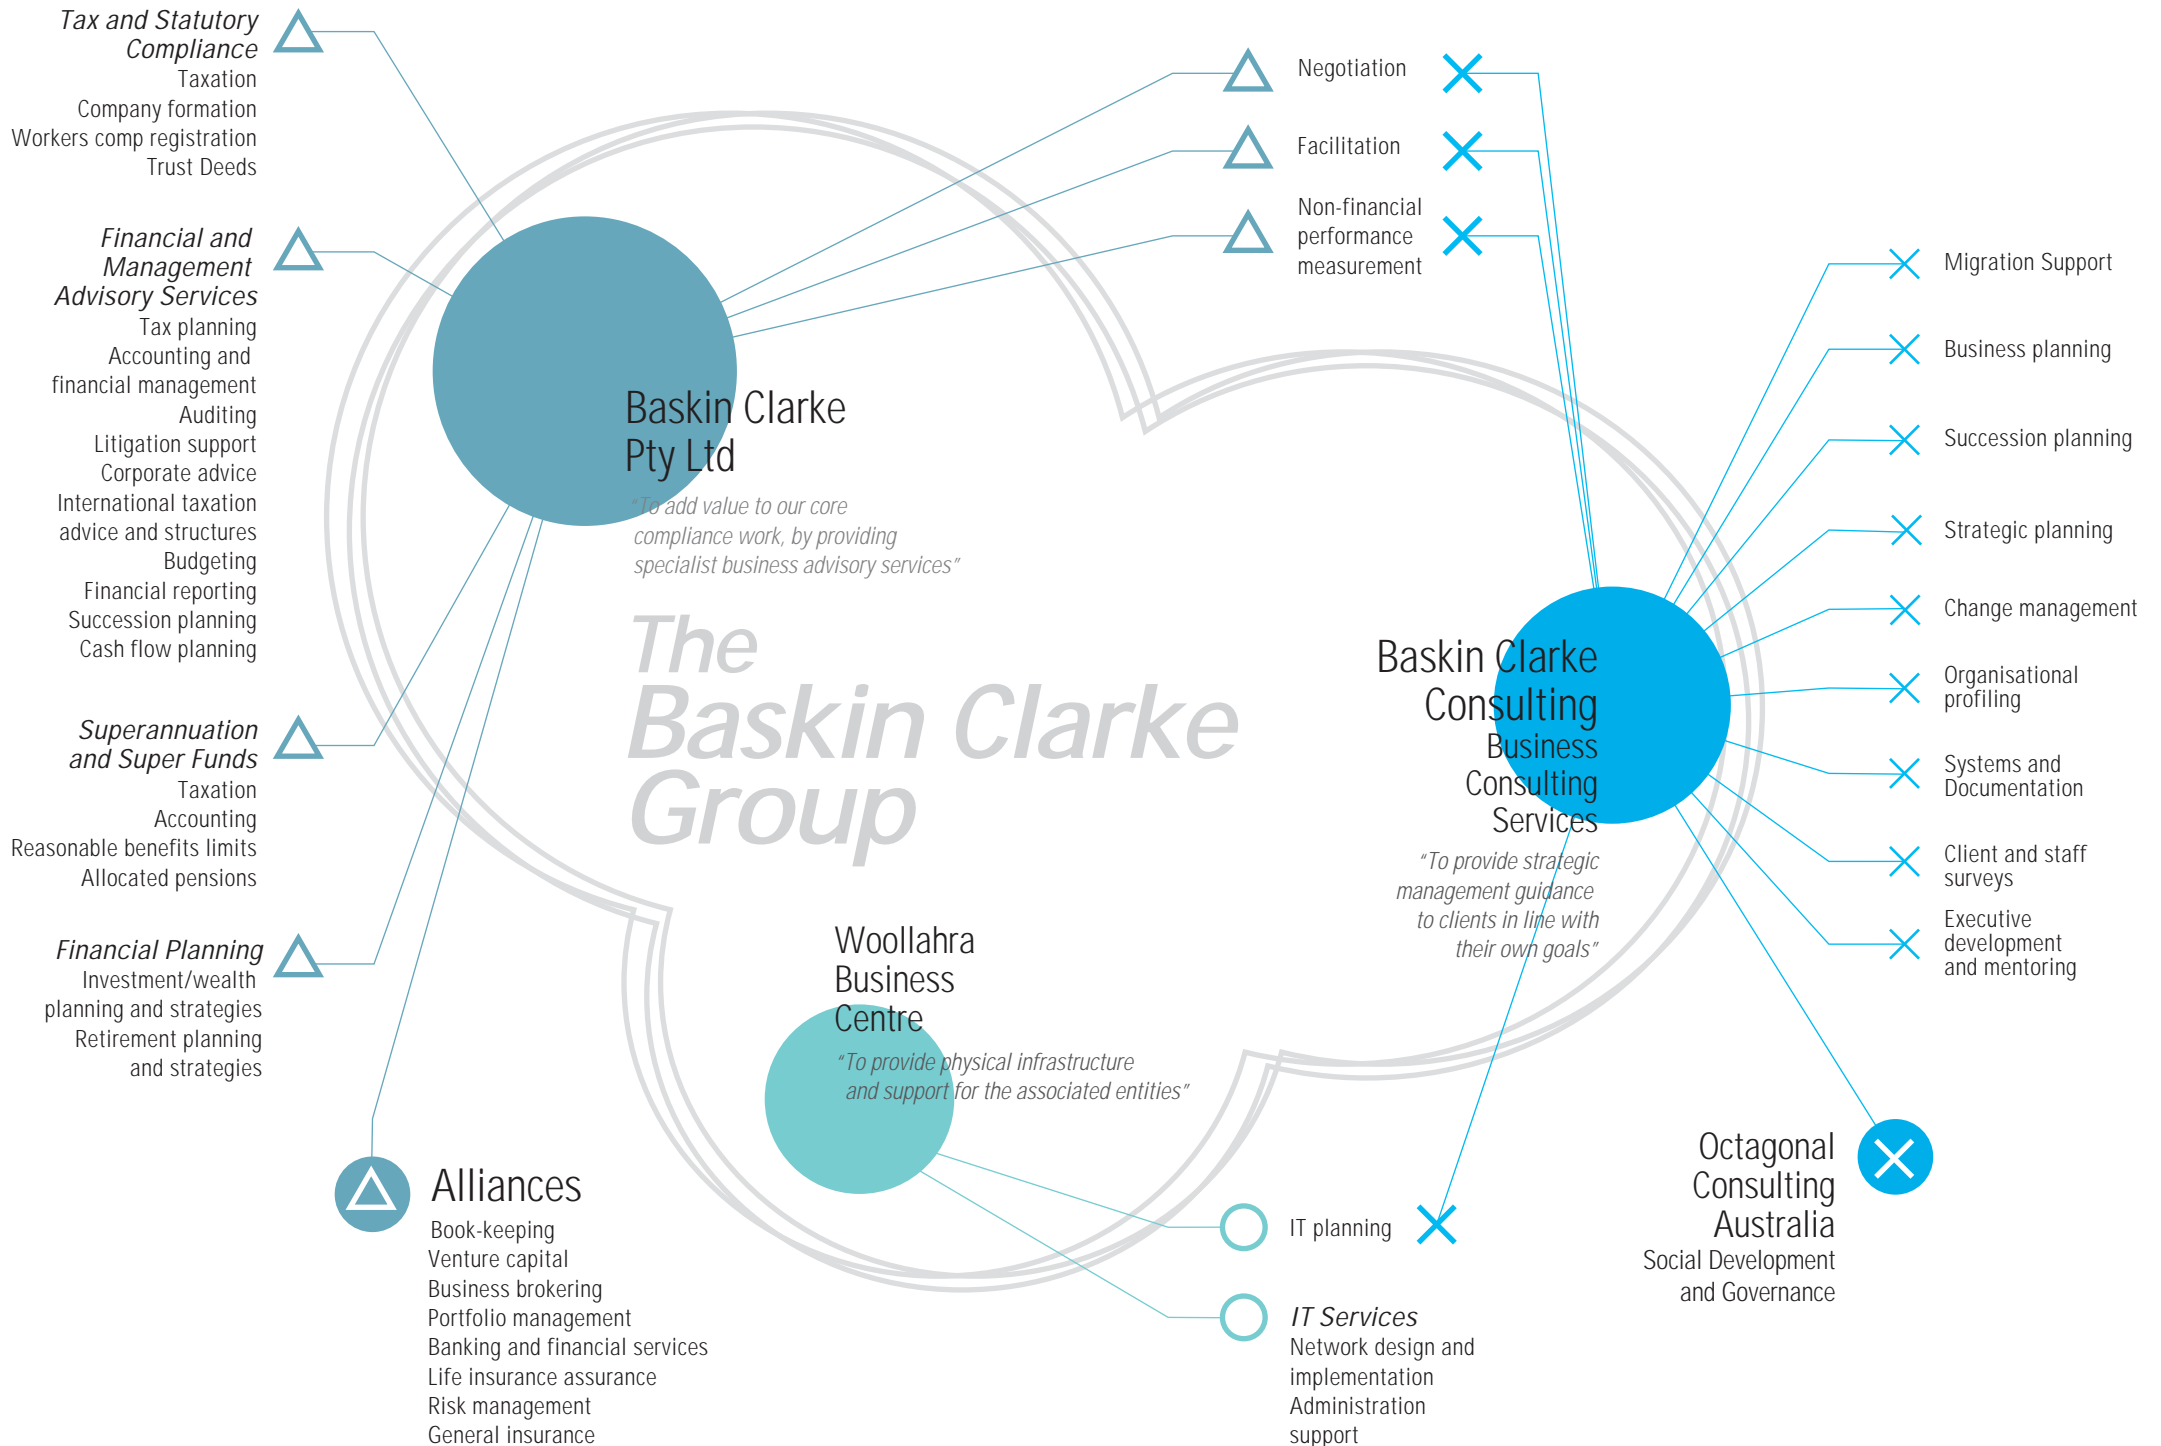 Tax and Statutory
Compliance
Taxation
Company formation
Workers comp registration
Trust Deeds
Financial and
Management
Advisory Services
Tax planning
Accounting and
financial management
Auditing
Litigation support
Corporate advice
International taxation
advice and structures
Budgeting
Financial reporting
Succession planning
Cash flow planning
Superannuation
and Super Funds
Taxation
Accounting
Reasonable benefits limits
Allocated pensions
Financial Planning
Investment/wealth
planning and strategies
Retirement planning
and strategies
Alliances
Book-keeping
Venture capital
Business brokering
Portfolio management
Banking and financial services
Life insurance assurance
Risk management
General insurance
Baskin Clarke
Pty Ltd
"To add value to our core
compliance work, by providing
specialist business advisory services"
The
Baskin Clarke
Group
Woollahra
Business
Centre
"To provide physical infrastructure
and support for the associated entities"
Negotiation
Facilitation
Non-financial
performance
measurement
Baskin Clarke
Consulting
Business
Consulting
Services
"To provide strategic
management guidance
to clients in line with
their own goals"
IT planning
IT Services
Network design and
implementation
Administration
support
Migration Support
Business planning
Succession planning
Strategic planning
Change management
Organisational
profiling
Systems and
Documentation
Client and staff
surveys
Executive
development
and mentoring
Octagonal
Consulting
Australia
Social Development
and Governance